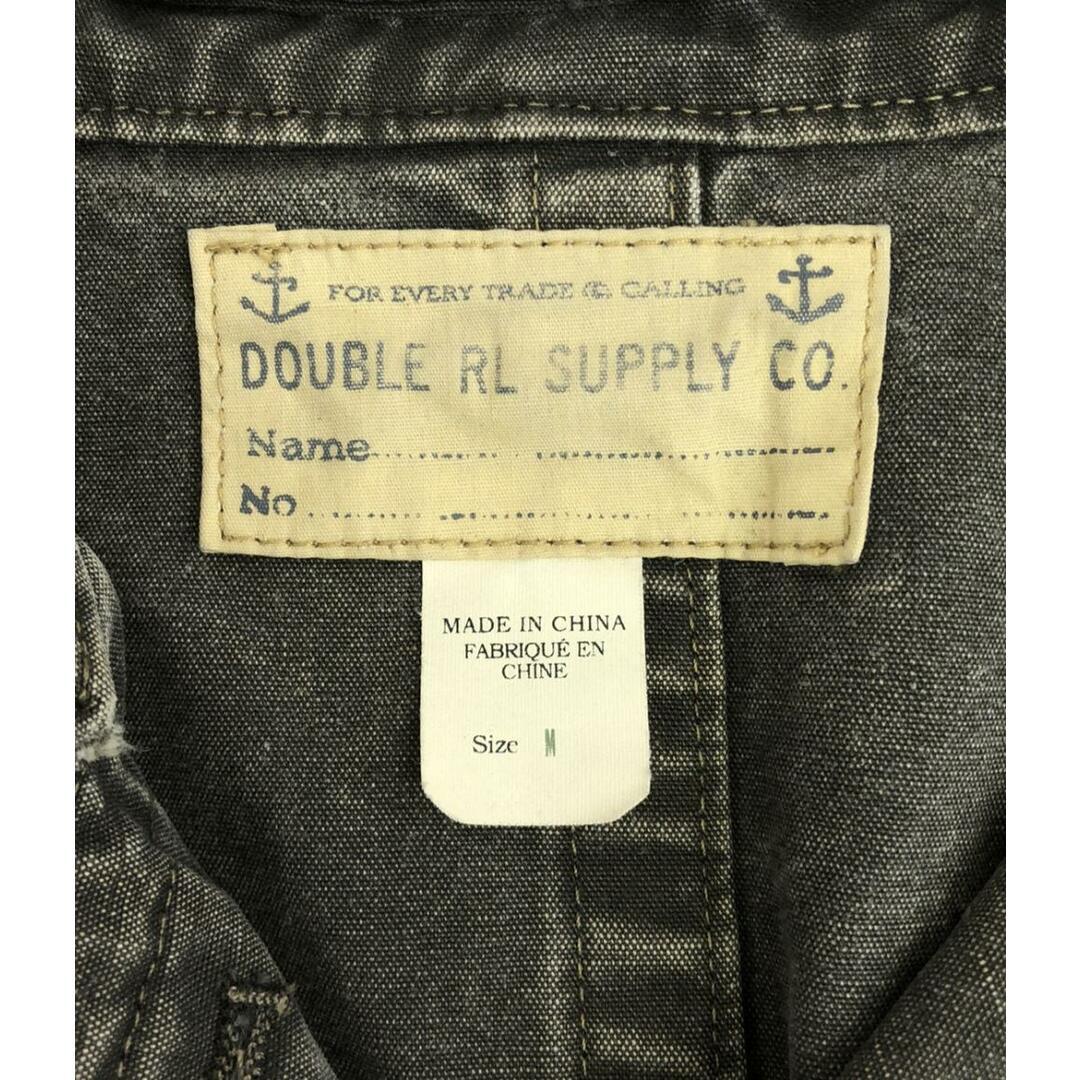 FOR EVERY TRADE & CALLING
DOUBLE RL SUPPLY CO.
Name
No
MADE IN CHINA
FABRIQUÉ EN
CHINE
Size M